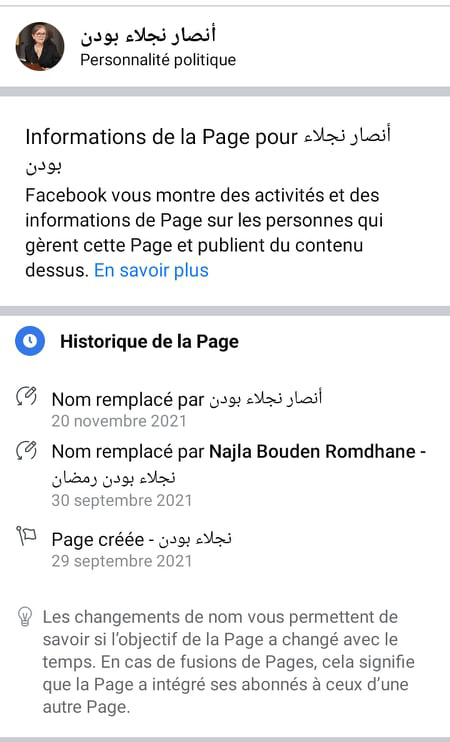 أنصار نجلاء بودن
Personnalité politique
Informations de la Page pour أنصار نجلاء
بودن
Facebook vous montre des activités et des
informations de Page sur les personnes qui
gèrent cette Page et publient du contenu
dessus. En savoir plus
Historique de la Page
Nom remplacé par أنصار نجلاء بودن
20 novembre 2021
Nom remplacé par Najla Bouden Romdhane -
نجلاء بودن رمضان
30 septembre 2021
Page créée - نجلاء بودن
29 septembre 2021
Les changements de nom vous permettent de
savoir si l’objectif de la Page a changé avec le
temps. En cas de fusions de Pages, cela signifie
que la Page a intégré ses abonnés à ceux d’une
autre Page.